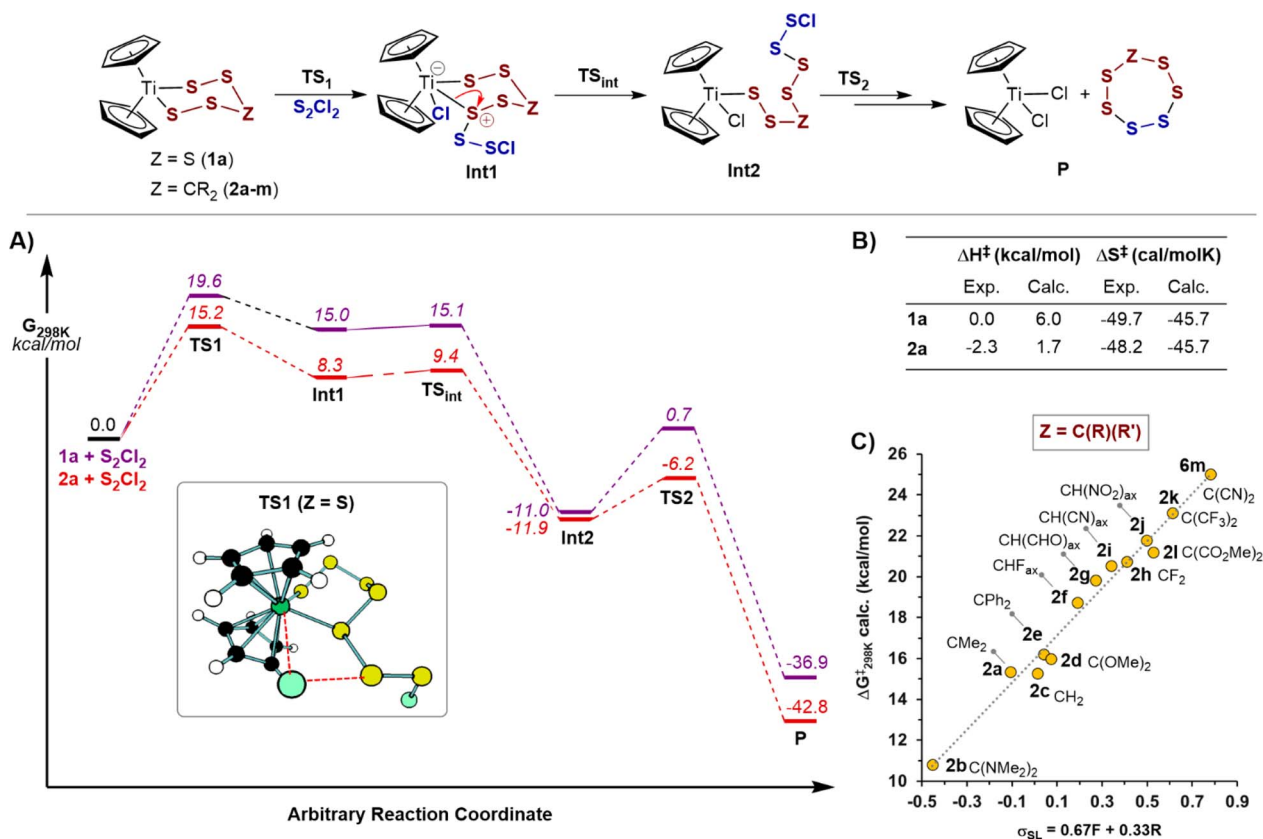 Ti
S
S
S
S
Z
Z = S (1a)
Z = CR2 (2a-m)
TS1
S2Cl2
Ti
⊖
Cl
S
S
S
S
⊕
Z
S
SCl
Int1
TSint
SCl
S
S
S
S
S
Z
Ti
Cl
Int2
TS2
Ti
Cl
Cl
+
Z
S
S
S
S
S
S
P
A)
G298K
kcal/mol
0.0
1a + S2Cl2
2a + S2Cl2
19.6
15.2
TS1
15.0
8.3
Int1
15.1
9.4
TSint
-11.0
-11.9
Int2
0.7
-6.2
TS2
-36.9
-42.8
P
TS1 (Z = S)
Arbitrary Reaction Coordinate
B)
ΔH‡ (kcal/mol) ΔS‡ (cal/molK)
Exp. Calc. Exp. Calc.
1a 0.0 6.0 -49.7 -45.7
2a -2.3 1.7 -48.2 -45.7
C)
Z = C(R)(R')
ΔG‡298K calc. (kcal/mol)
26
24
22
20
18
16
14
12
10
6m
C(CN)2
2k
C(CF3)2
CH(NO2)ax
2j
2l C(CO2Me)2
CH(CN)ax
2i
2h
CF2
CH(CHO)ax
2g
CHFax
2f
CPh2
2e
2d C(OMe)2
CMe2
2a
2c
CH2
2b C(NMe2)2
-0.5 -0.3 -0.1 0.1 0.3 0.5 0.7 0.9
σSL = 0.67F + 0.33R